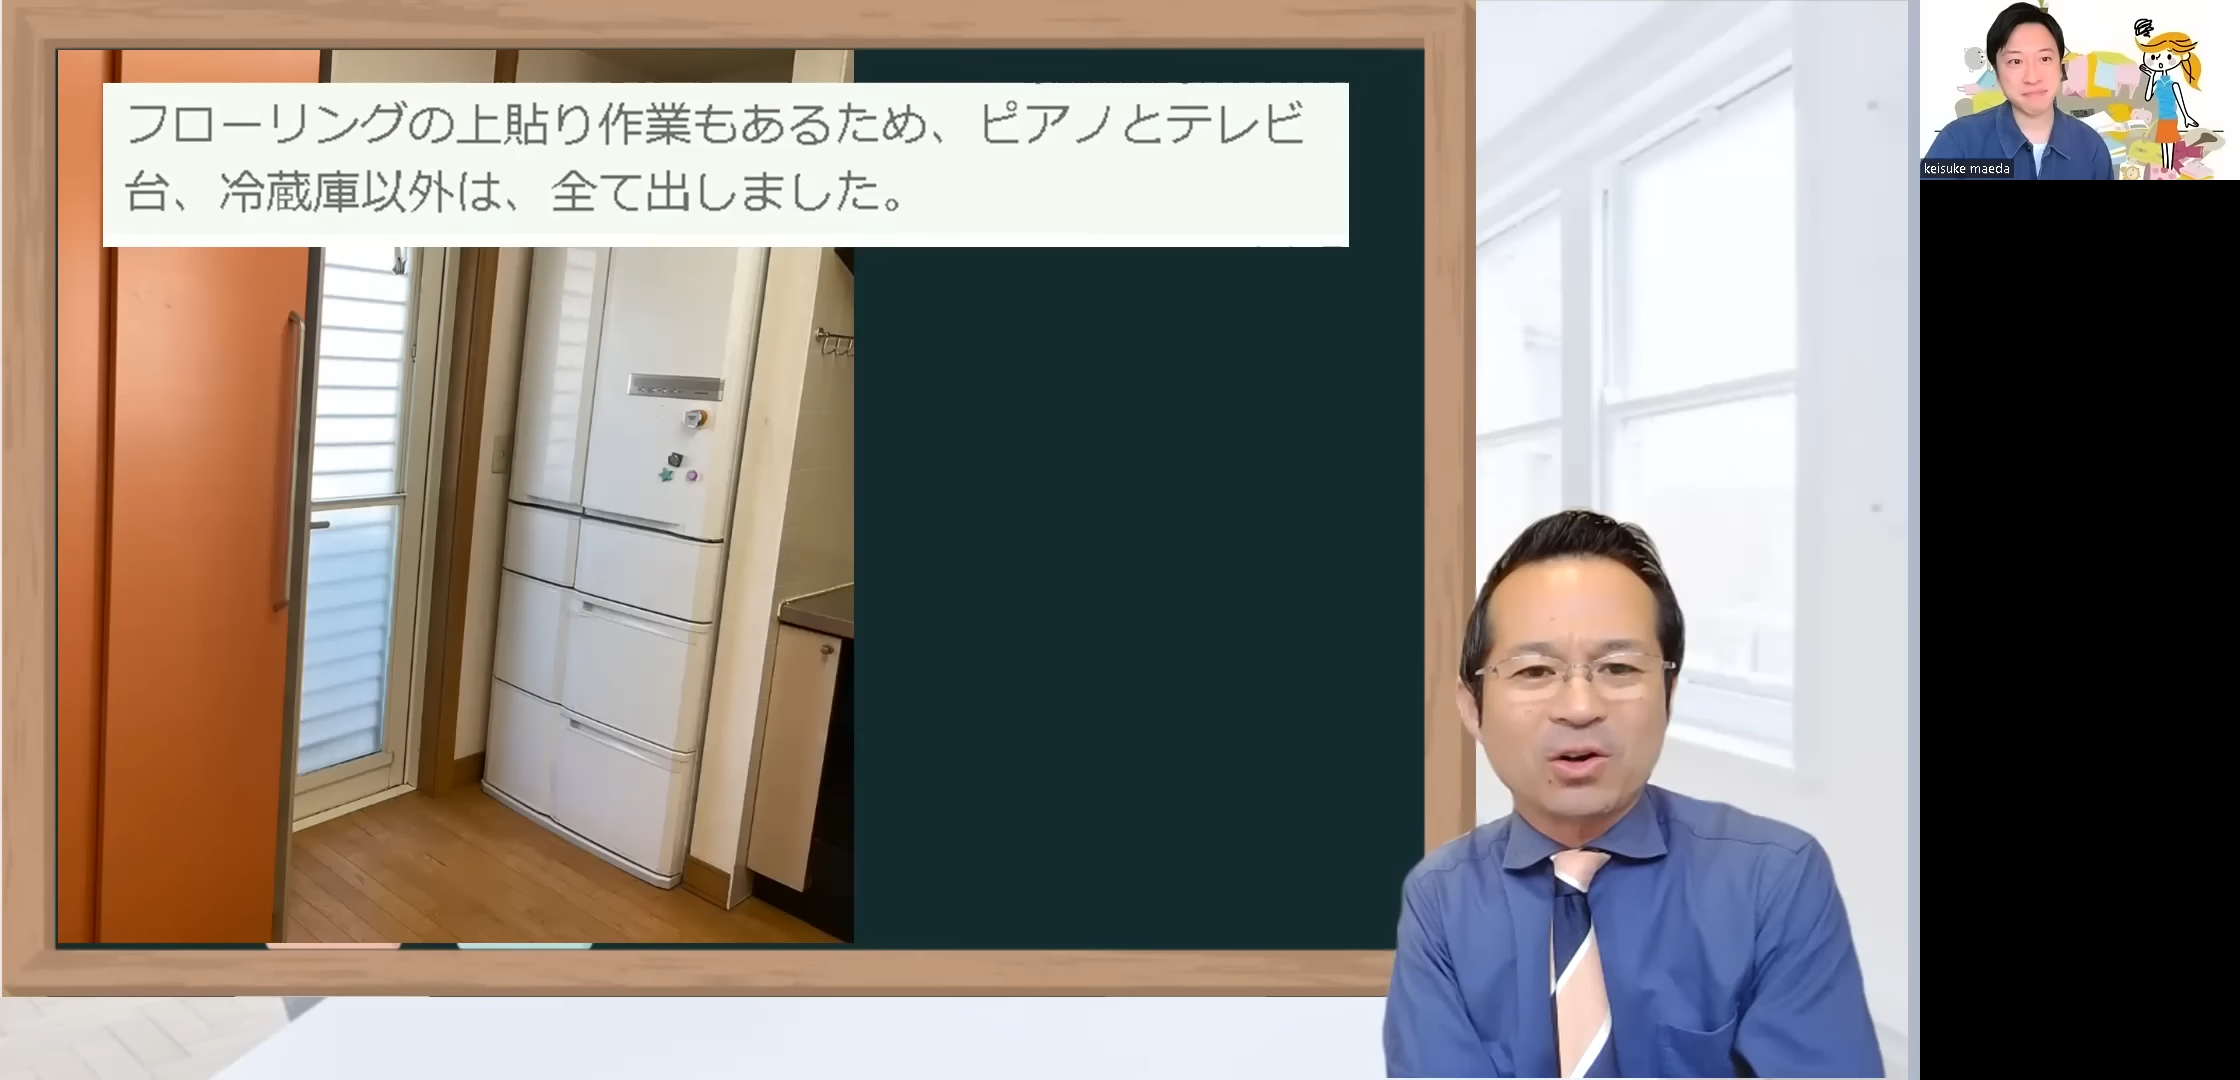 フローリングの上貼り作業もあるため、ピアノとテレビ
台、冷蔵庫以外は、全て出しました。
keisuke maeda